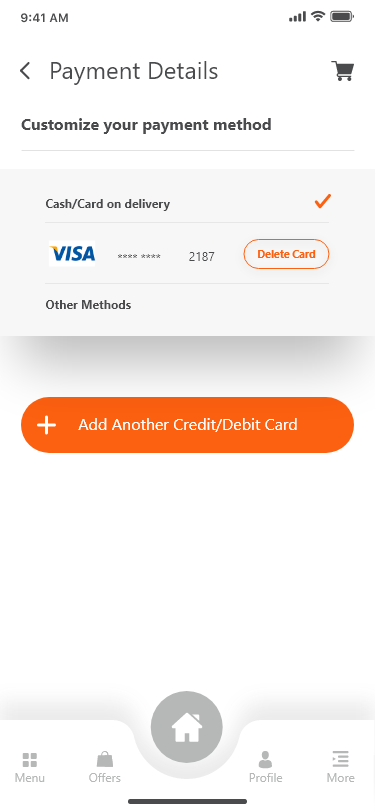 9:41 AM
Payment Details
Customize your payment method
Cash/Card on delivery
VISA **** **** 2187 Delete Card
Other Methods
Add Another Credit/Debit Card
Menu Offers Profile More